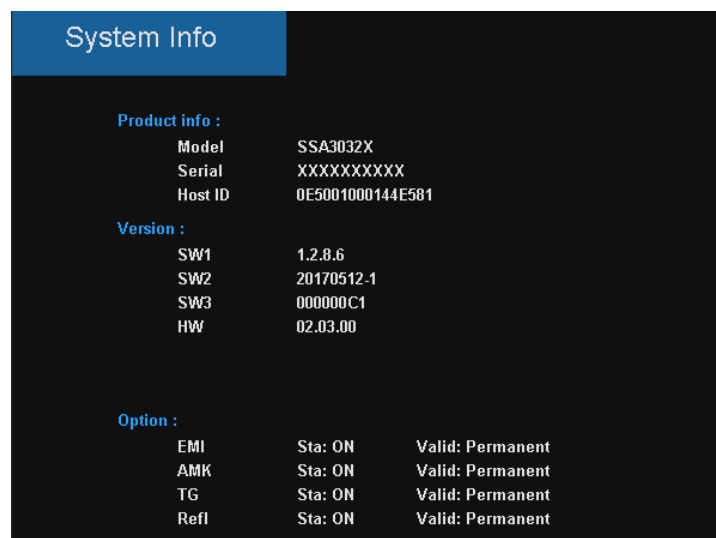 System Info
Product info :
Model SSA3032X
Serial XXXXXXXXXX
Host ID 0E5001000144E581
Version :
SW1 1.2.8.6
SW2 20170512-1
SW3 000000C1
HW 02.03.00
Option :
EMI Sta: ON Valid: Permanent
AMK Sta: ON Valid: Permanent
TG Sta: ON Valid: Permanent
Refl Sta: ON Valid: Permanent